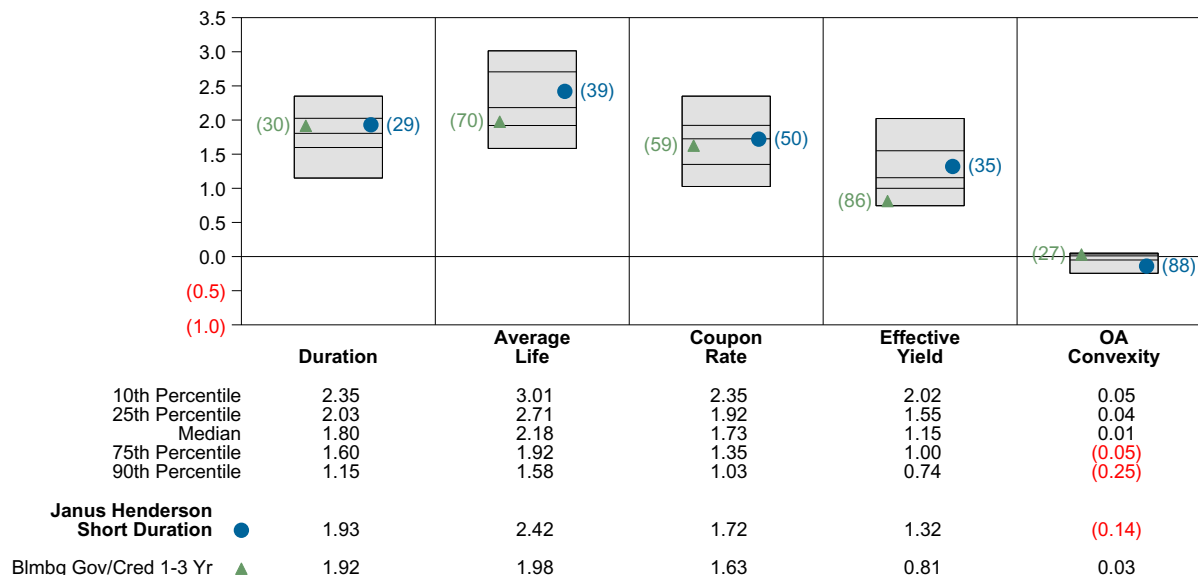 3.5
3.0
2.5
2.0
1.5
1.0
0.5
0.0
(0.5)
(1.0)
(30) (29)
(70) (39)
(59) (50)
(86) (35)
(27) (88)
Duration Average Life Coupon Rate Effective Yield OA Convexity
10th Percentile 2.35 3.01 2.35 2.02 0.05
25th Percentile 2.03 2.71 1.92 1.55 0.04
Median 1.80 2.18 1.73 1.15 0.01
75th Percentile 1.60 1.92 1.35 1.00 (0.05)
90th Percentile 1.15 1.58 1.03 0.74 (0.25)
Janus Henderson
Short Duration 1.93 2.42 1.72 1.32 (0.14)
Blmbg Gov/Cred 1-3 Yr 1.92 1.98 1.63 0.81 0.03